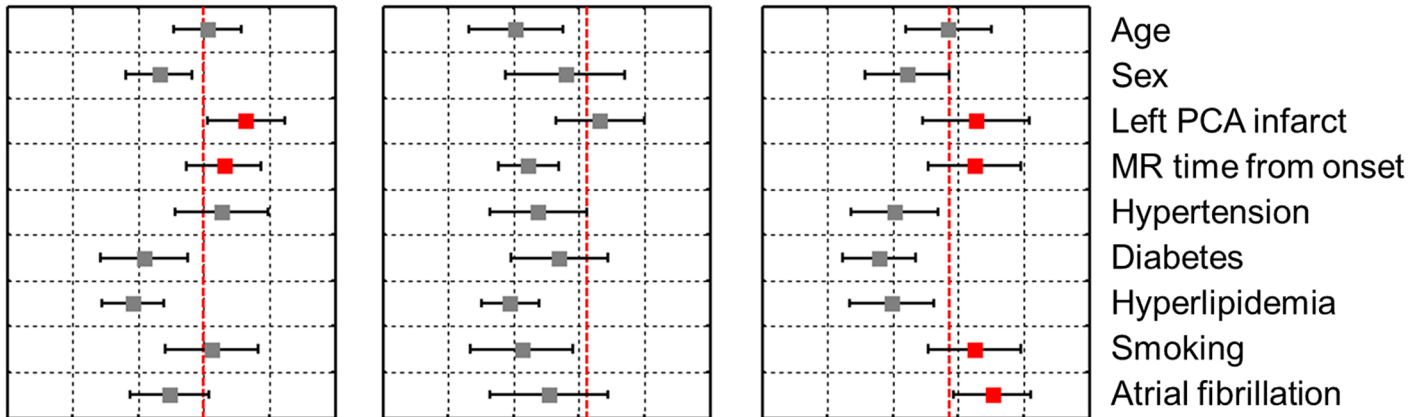 Age
Sex
Left PCA infarct
MR time from onset
Hypertension
Diabetes
Hyperlipidemia
Smoking
Atrial fibrillation